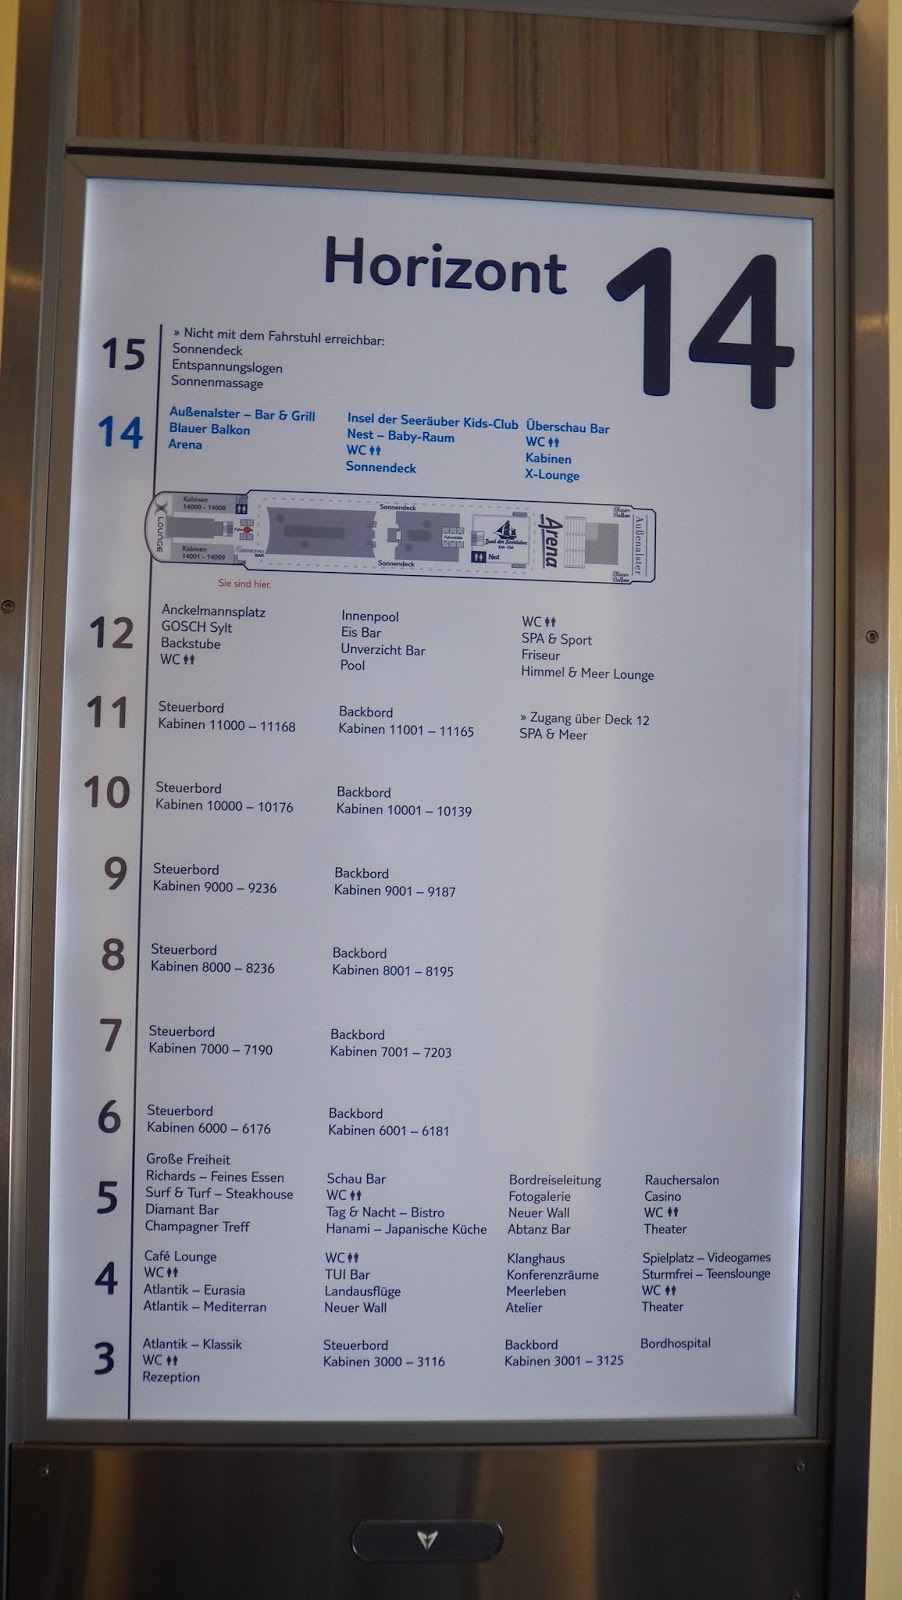 Horizont
14
15
» Nicht mit dem Fahrstuhl erreichbar:
Sonnendeck
Entspannungslogen
Sonnenmassage
14
Außenalster – Bar & Grill
Blauer Balkon
Arena
Insel der Seeräuber Kids-Club
Nest – Baby-Raum
WC
Sonnendeck
Überschau Bar
WC
Kabinen
X-Lounge
Kabinen
14000 - 14008
X LOUNGE
Kabinen
14001 - 14009
Sonnendeck
Sonnendeck
Insel der Seeräuber
Kids - Club
Nest
Arena
Blauer
Balkon
Außenalster
Blauer
Balkon
Sie sind hier.
12
Anckelmannsplatz
GOSCH Sylt
Backstube
WC
Innenpool
Eis Bar
Unverzicht Bar
Pool
WC
SPA & Sport
Friseur
Himmel & Meer Lounge
11
Steuerbord
Kabinen 11000 – 11168
Backbord
Kabinen 11001 – 11165
» Zugang über Deck 12
SPA & Meer
10
Steuerbord
Kabinen 10000 – 10176
Backbord
Kabinen 10001 – 10139
9
Steuerbord
Kabinen 9000 – 9236
Backbord
Kabinen 9001 – 9187
8
Steuerbord
Kabinen 8000 – 8236
Backbord
Kabinen 8001 – 8195
7
Steuerbord
Kabinen 7000 – 7190
Backbord
Kabinen 7001 – 7203
6
Steuerbord
Kabinen 6000 – 6176
Backbord
Kabinen 6001 – 6181
5
Große Freiheit
Richards – Feines Essen
Surf & Turf – Steakhouse
Diamant Bar
Champagner Treff
Schau Bar
WC
Tag & Nacht – Bistro
Hanami – Japanische Küche
Bordreiseleitung
Fotogalerie
Neuer Wall
Abtanz Bar
Rauchersalon
Casino
WC
Theater
4
Café Lounge
WC
Atlantik – Eurasia
Atlantik – Mediterran
WC
TUI Bar
Landausflüge
Neuer Wall
Klanghaus
Konferenzräume
Meerleben
Atelier
Spielplatz – Videogames
Sturmfrei – Teenslounge
WC
Theater
3
Atlantik – Klassik
WC
Rezeption
Steuerbord
Kabinen 3000 – 3116
Backbord
Kabinen 3001 – 3125
Bordhospital